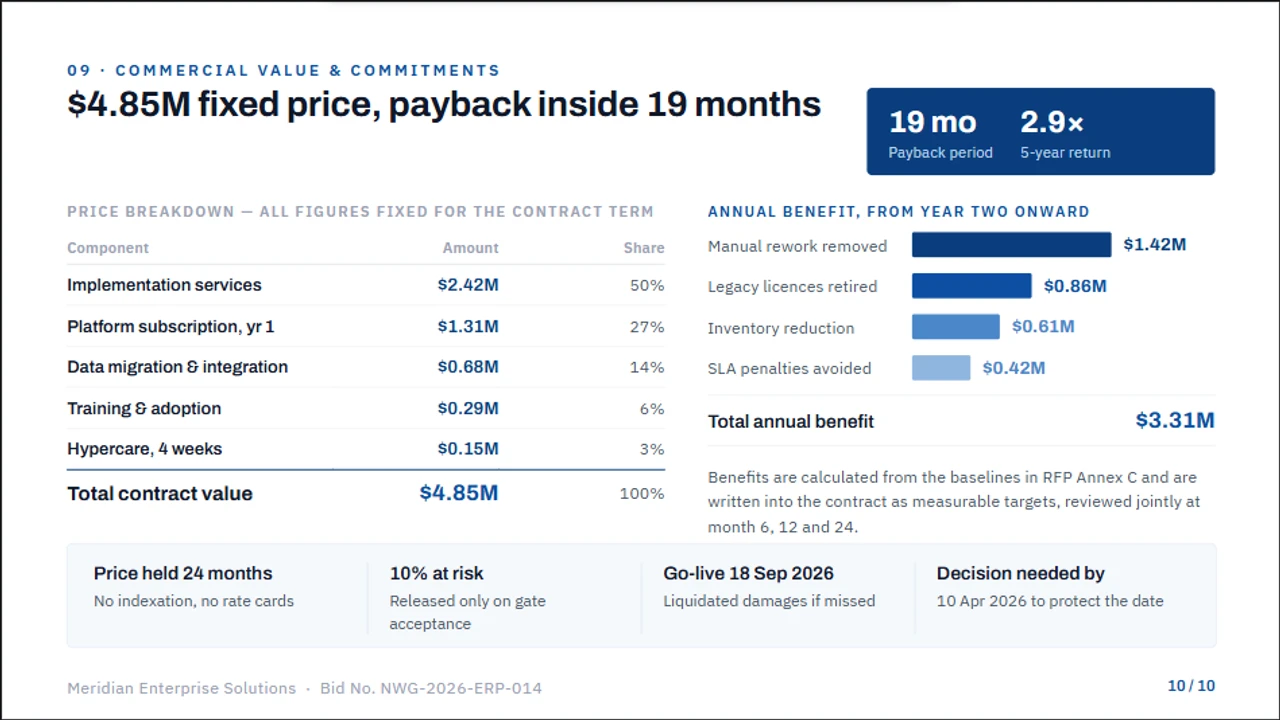 09 · COMMERCIAL VALUE & COMMITMENTS
$4.85M fixed price, payback inside 19 months
19 mo 2.9×
Payback period 5-year return
PRICE BREAKDOWN — ALL FIGURES FIXED FOR THE CONTRACT TERM
Component Amount Share
Implementation services $2.42M 50%
Platform subscription, yr 1 $1.31M 27%
Data migration & integration $0.68M 14%
Training & adoption $0.29M 6%
Hypercare, 4 weeks $0.15M 3%
Total contract value $4.85M 100%
ANNUAL BENEFIT, FROM YEAR TWO ONWARD
Manual rework removed $1.42M
Legacy licences retired $0.86M
Inventory reduction $0.61M
SLA penalties avoided $0.42M
Total annual benefit $3.31M
Benefits are calculated from the baselines in RFP Annex C and are
written into the contract as measurable targets, reviewed jointly at
month 6, 12 and 24.
Price held 24 months
No indexation, no rate cards
10% at risk
Released only on gate
acceptance
Go-live 18 Sep 2026
Liquidated damages if missed
Decision needed by
10 Apr 2026 to protect the date
Meridian Enterprise Solutions · Bid No. NWG-2026-ERP-014
10 / 10